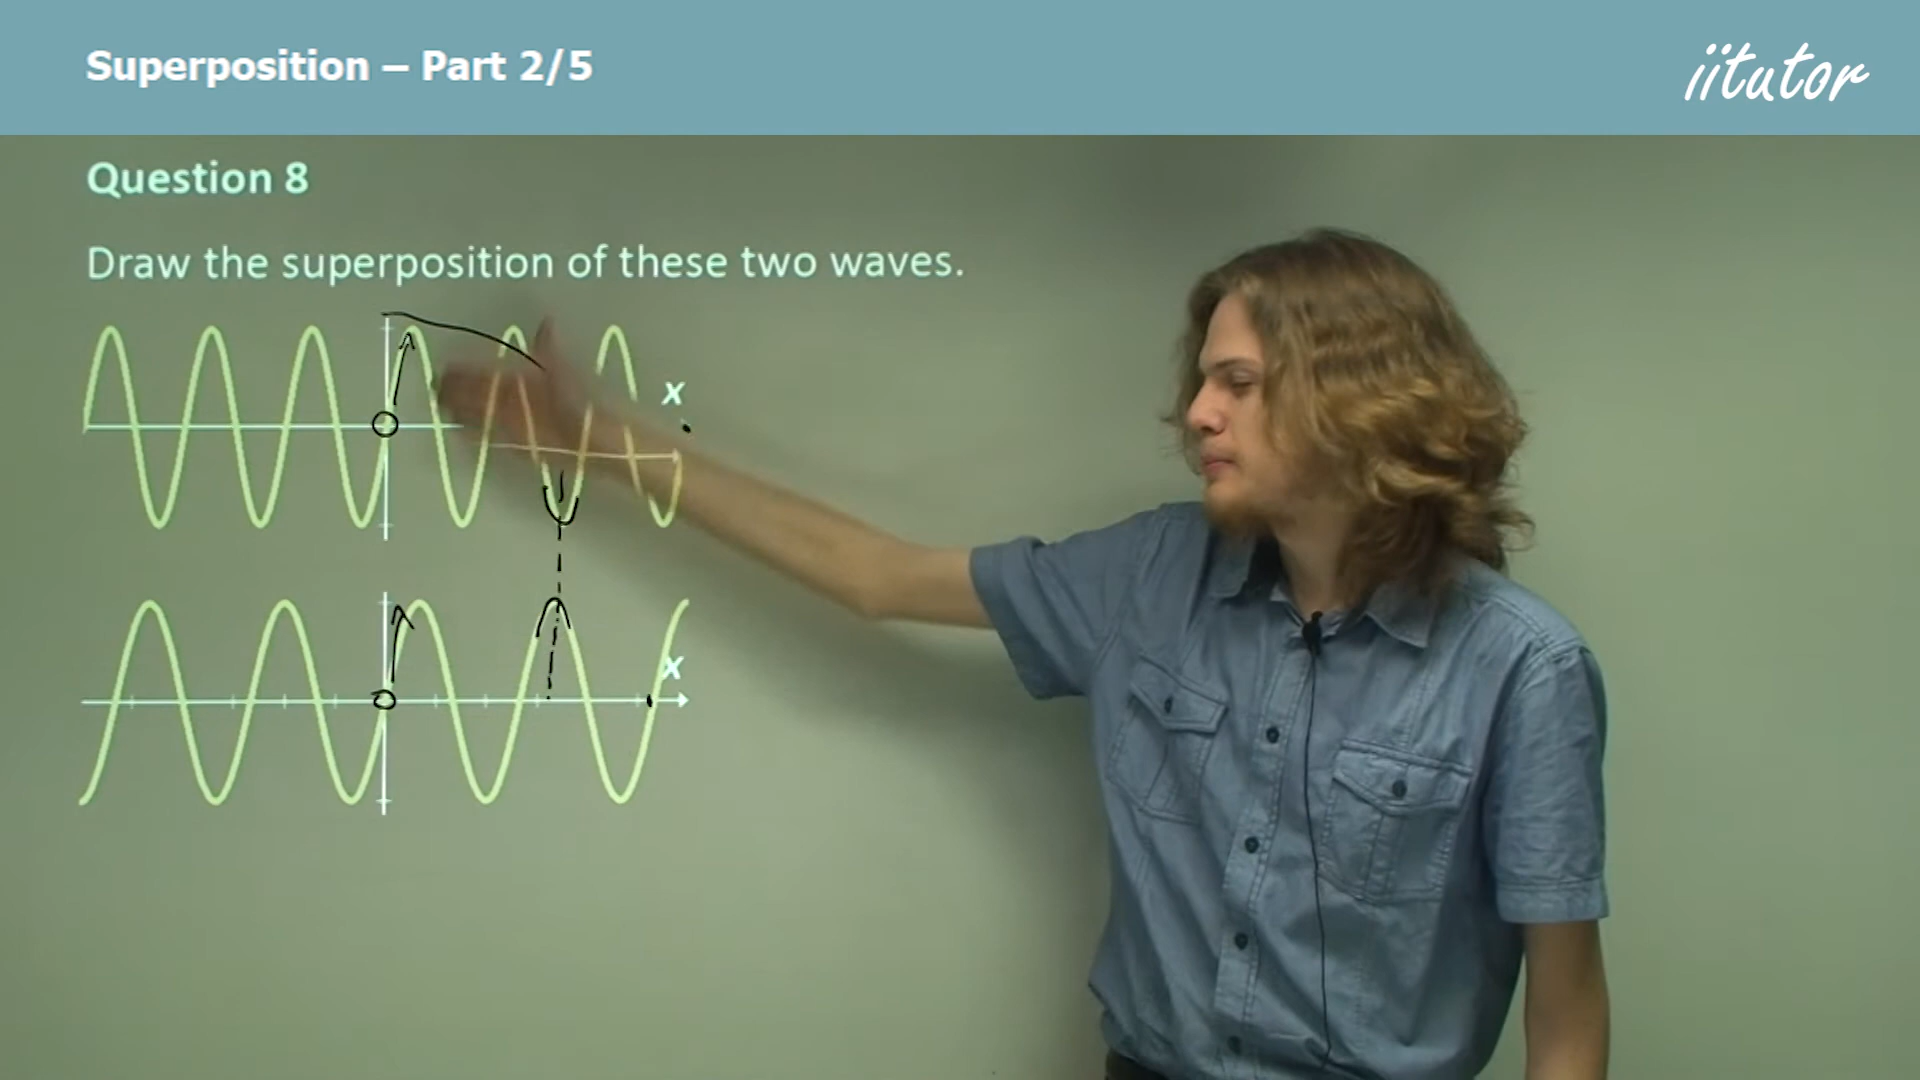 Superposition – Part 2/5
iitutor
Question 8
Draw the superposition of these two waves.
x
x